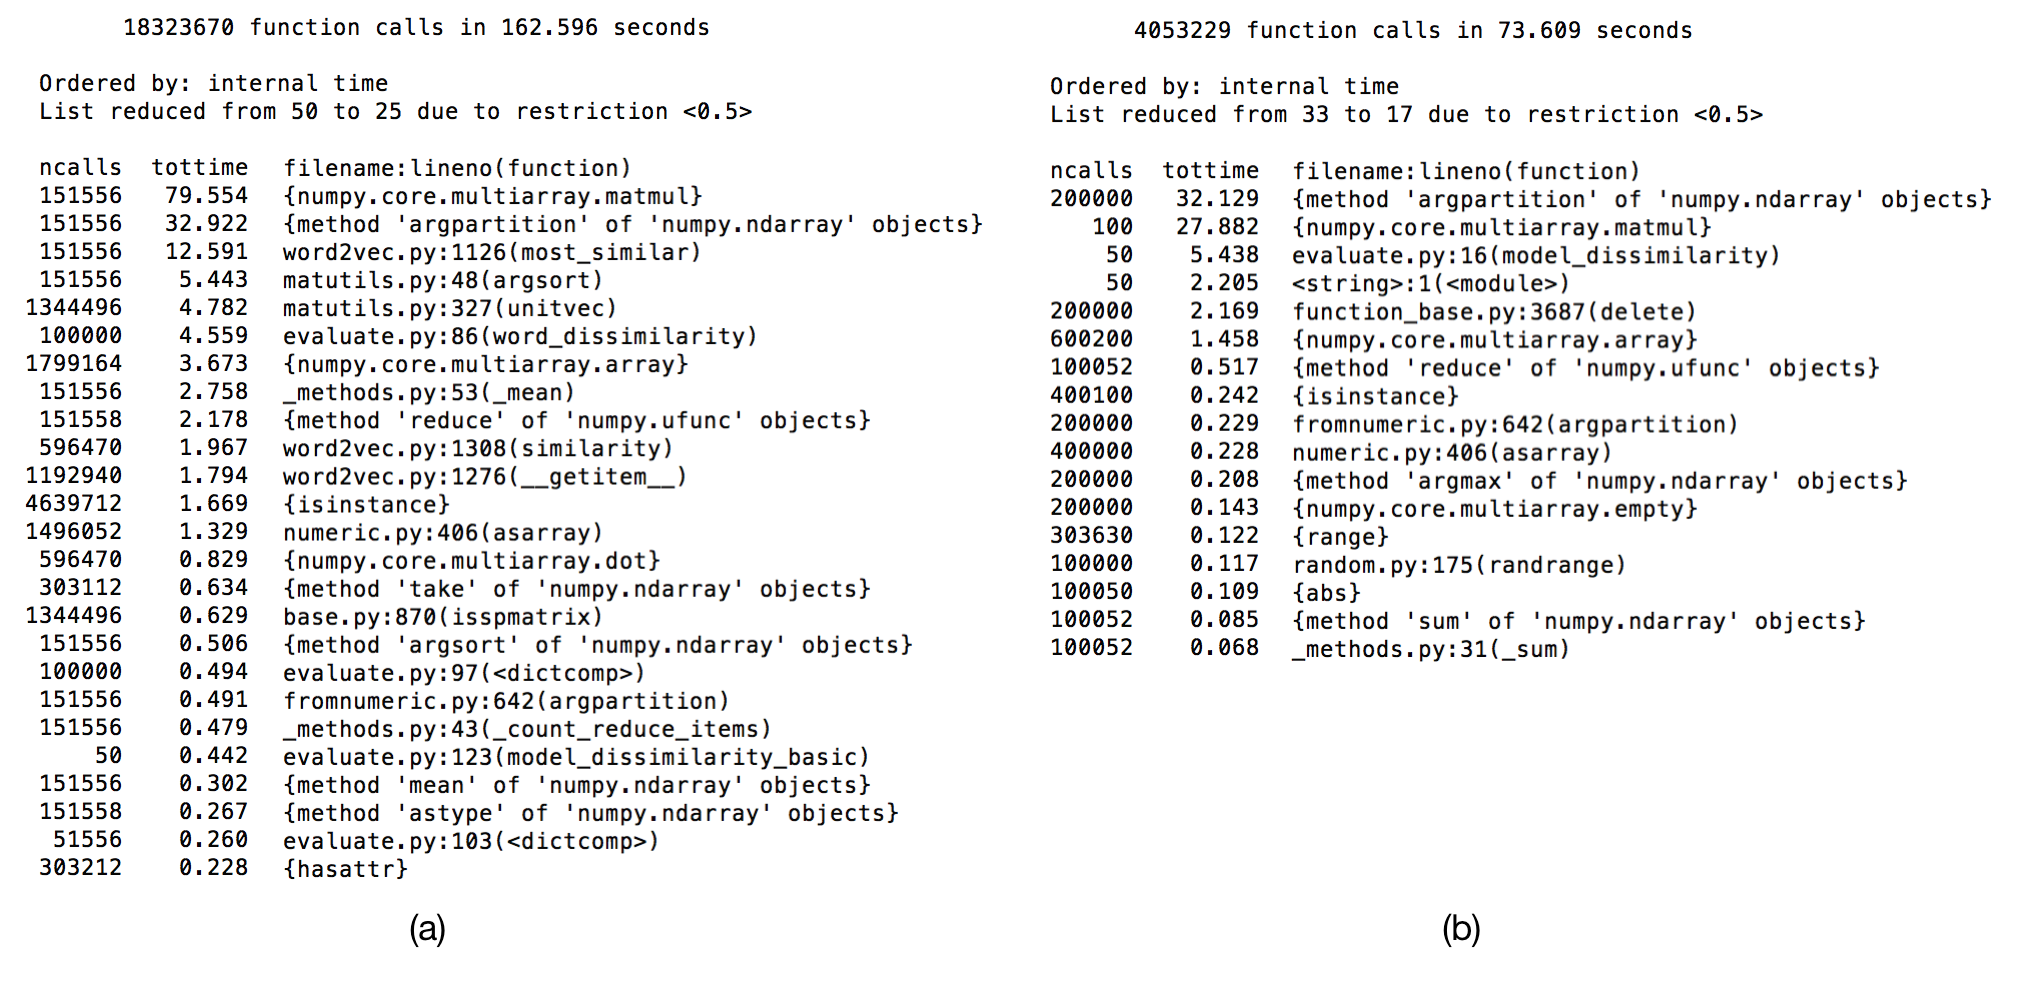 18323670 function calls in 162.596 seconds
Ordered by: internal time
List reduced from 50 to 25 due to restriction <0.5>
ncalls tottime filename:lineno(function)
151556 79.554 {numpy.core.multiarray.matmul}
151556 32.922 {method 'argpartition' of 'numpy.ndarray' objects}
151556 12.591 word2vec.py:1126(most_similar)
151556 5.443 matutils.py:48(argsort)
1344496 4.782 matutils.py:327(unitvec)
100000 4.559 evaluate.py:86(word_dissimilarity)
1799164 3.673 {numpy.core.multiarray.array}
151556 2.758 _methods.py:53(_mean)
151558 2.178 {method 'reduce' of 'numpy.ufunc' objects}
596470 1.967 word2vec.py:1308(similarity)
1192940 1.794 word2vec.py:1276(__getitem__)
4639712 1.669 {isinstance}
1496052 1.329 numeric.py:406(asarray)
596470 0.829 {numpy.core.multiarray.dot}
303112 0.634 {method 'take' of 'numpy.ndarray' objects}
1344496 0.629 base.py:870(isspmatrix)
151556 0.506 {method 'argsort' of 'numpy.ndarray' objects}
100000 0.494 evaluate.py:97(<dictcomp>)
151556 0.491 fromnumeric.py:642(argpartition)
151556 0.479 _methods.py:43(_count_reduce_items)
50 0.442 evaluate.py:123(model_dissimilarity_basic)
151556 0.302 {method 'mean' of 'numpy.ndarray' objects}
151558 0.267 {method 'astype' of 'numpy.ndarray' objects}
51556 0.260 evaluate.py:103(<dictcomp>)
303212 0.228 {hasattr}
(a)
4053229 function calls in 73.609 seconds
Ordered by: internal time
List reduced from 33 to 17 due to restriction <0.5>
ncalls tottime filename:lineno(function)
200000 32.129 {method 'argpartition' of 'numpy.ndarray' objects}
100 27.882 {numpy.core.multiarray.matmul}
50 5.438 evaluate.py:16(model_dissimilarity)
50 2.205 <string>:1(<module>)
200000 2.169 function_base.py:3687(delete)
600200 1.458 {numpy.core.multiarray.array}
100052 0.517 {method 'reduce' of 'numpy.ufunc' objects}
400100 0.242 {isinstance}
200000 0.229 fromnumeric.py:642(argpartition)
400000 0.228 numeric.py:406(asarray)
200000 0.208 {method 'argmax' of 'numpy.ndarray' objects}
200000 0.143 {numpy.core.multiarray.empty}
303630 0.122 {range}
100000 0.117 random.py:175(randrange)
100050 0.109 {abs}
100052 0.085 {method 'sum' of 'numpy.ndarray' objects}
100052 0.068 _methods.py:31(_sum)
(b)